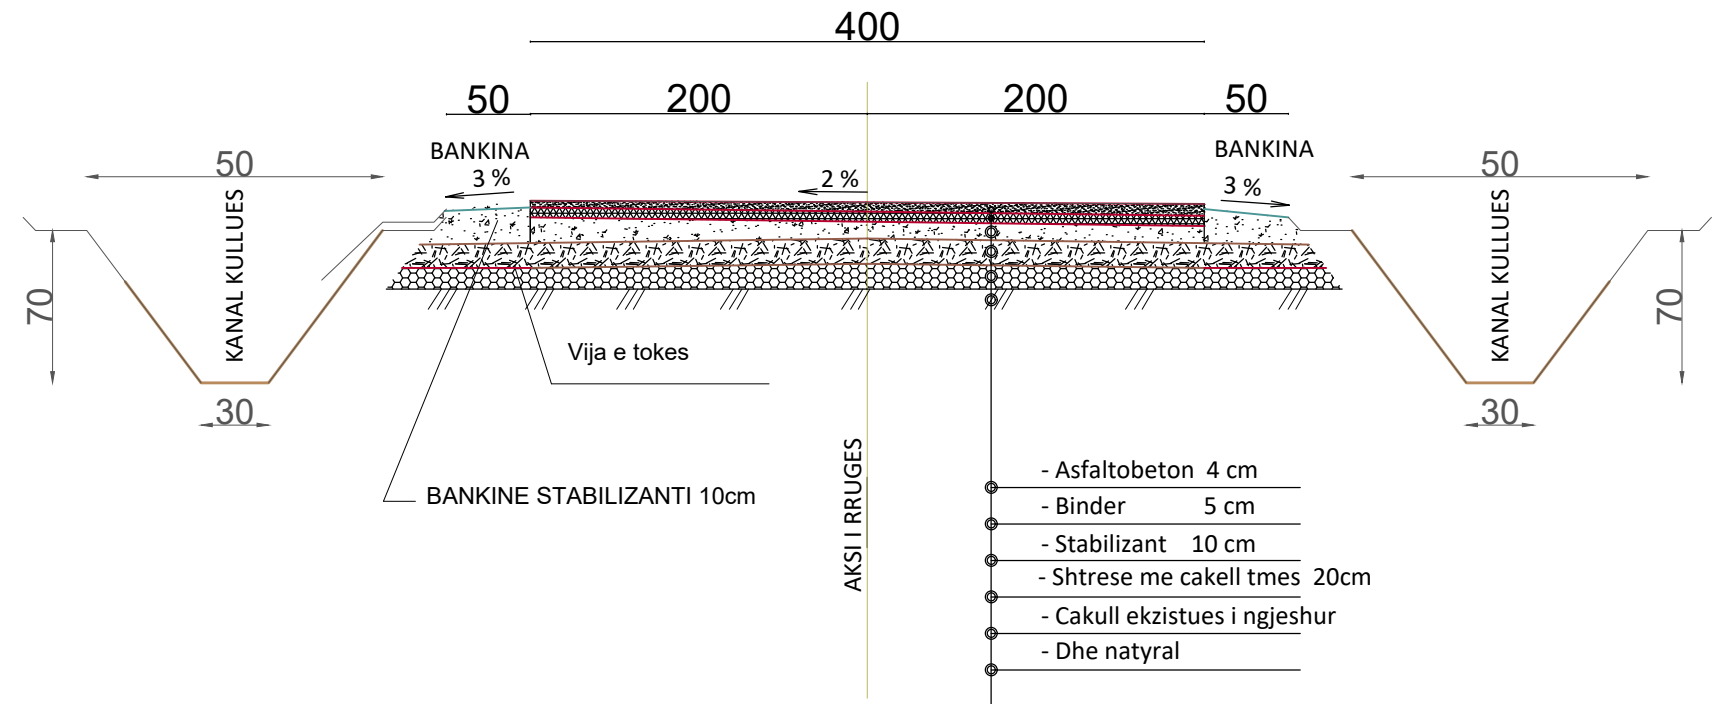 400
50 200 200 50
BANKINA BANKINA
50 3 % 2 % 3 % 50
KANAL KULLUES
KANAL KULLUES
70 70
Vija e tokes
30 30
BANKINE STABILIZANTI 10cm
AKSI I RRUGES
- Asfaltobeton 4 cm
- Binder 5 cm
- Stabilizant 10 cm
- Shtrese me cakell tmes 20cm
- Cakull ekzistues i ngjeshur
- Dhe natyral